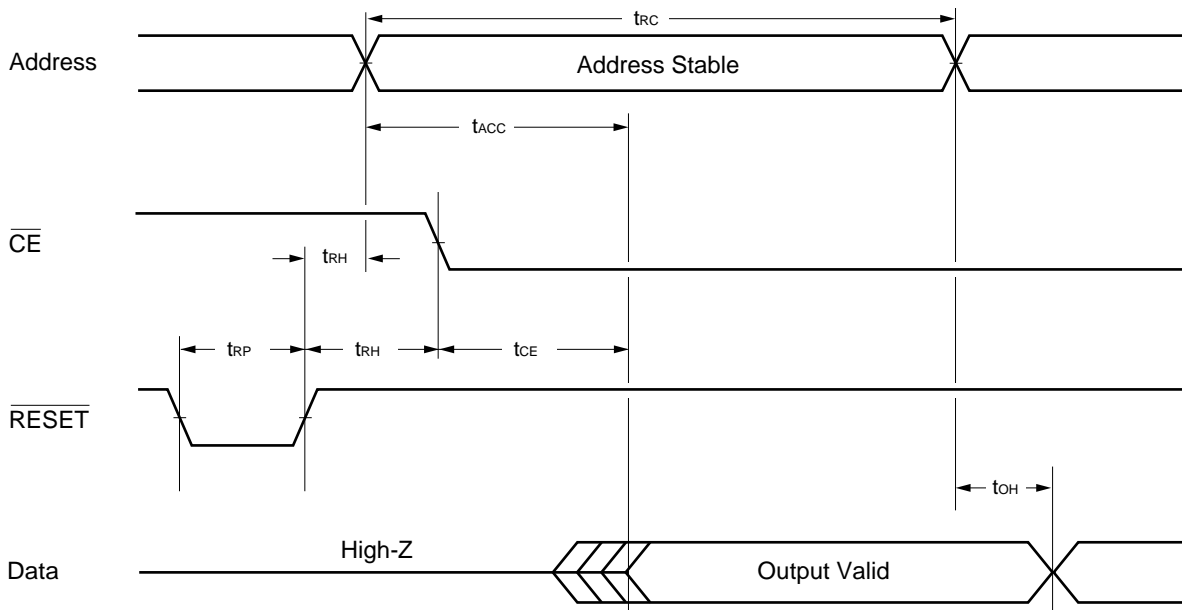 tRC
Address
Address Stable
tACC
CE
tRH
tRP
tRH
tCE
RESET
tOH
High-Z
Data
Output Valid